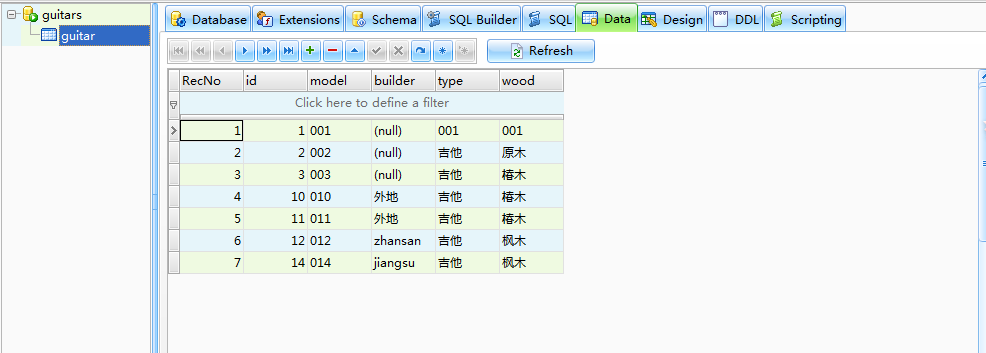 guitars
guitar
Database Extensions Schema SQL Builder SQL Data Design DDL Scripting
Refresh
RecNo id model builder type wood
Click here to define a filter
1 1 001 (null) 001 001
2 2 002 (null) 吉他 原木
3 3 003 (null) 吉他 椿木
4 10 010 外地 吉他 椿木
5 11 011 外地 吉他 椿木
6 12 012 zhansan 吉他 枫木
7 14 014 jiangsu 吉他 枫木